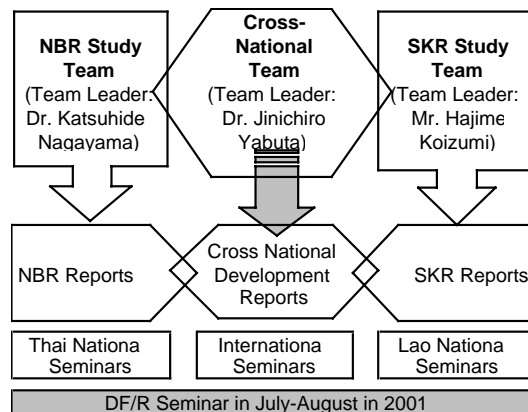 NBR Study
Team
(Team Leader:
Dr. Katsuhide
Nagayama)
Cross-
National
Team
(Team Leader:
Dr. Jinichiro
Yabuta)
SKR Study
Team
(Team Leader:
Mr. Hajime
Koizumi)
NBR Reports
Cross National
Development
Reports
SKR Reports
Thai Nationa
Seminars
Internationa
Seminars
Lao Nationa
Seminars
DF/R Seminar in July-August in 2001